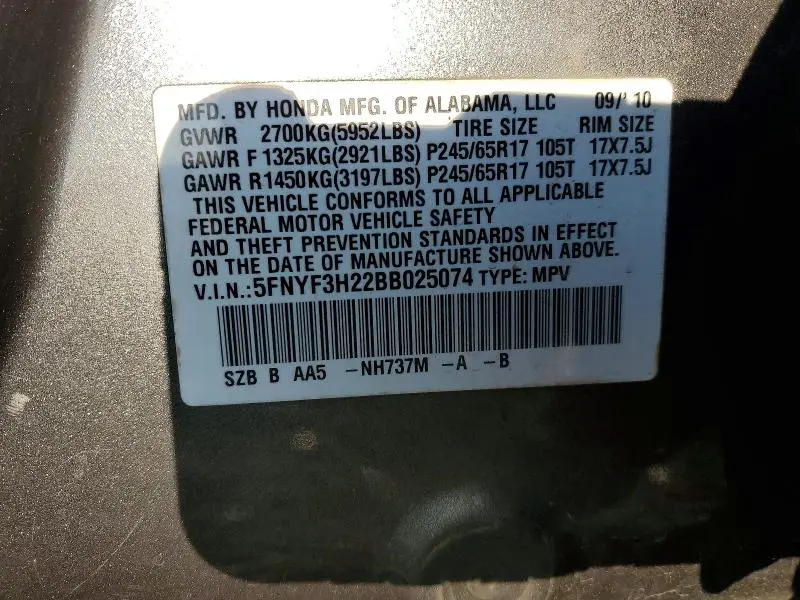 MFD. BY HONDA MFG. OF ALABAMA, LLC 09/'10
GVWR 2700KG(5952LBS) TIRE SIZE RIM SIZE
GAWR F 1325KG(2921LBS) P245/65R17 105T 17X7.5J
GAWR R1450KG(3197LBS) P245/65R17 105T 17X7.5J
THIS VEHICLE CONFORMS TO ALL APPLICABLE
FEDERAL MOTOR VEHICLE SAFETY
AND THEFT PREVENTION STANDARDS IN EFFECT
ON THE DATE OF MANUFACTURE SHOWN ABOVE.
V.I.N.:5FNYF3H22BB025074 TYPE: MPV
SZB B AA5 -NH737M -A -B